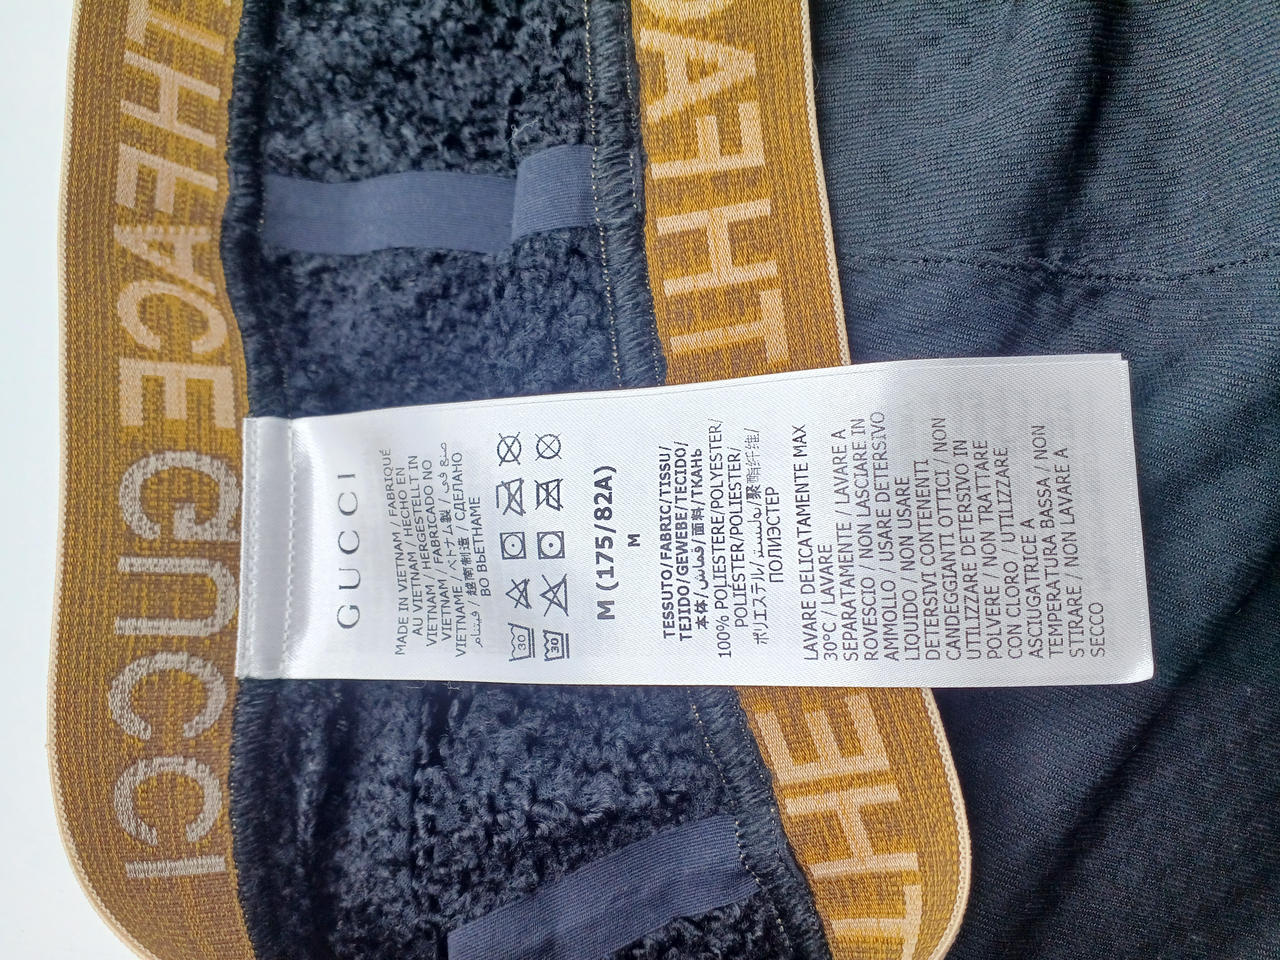 GUCCI
MADE IN VIETNAM / FABRIQUÉ
AU VIETNAM / HECHO EN
VIETNAM / HERGESTELLT IN
VIETNAM / FABRICADO NO
VIETNAME / ベトナム製 / صنع في
فيتنام / 越南制造 / СДЕЛАНО
ВО ВЬЕТНАМЕ
30
30
M (175/82A)
M
TESSUTO/FABRIC/TISSU/
TEJIDO/GEWEBE/TECIDO/
本体/قماش/面料/ТКАНЬ
100% POLIESTERE/POLYESTER/
POLIÉSTER/POLIESTER/
ポリエステル/بوليستر/聚酯纤维/
ПОЛИЭСТЕР
LAVARE DELICATAMENTE MAX
30°C / LAVARE
SEPARATAMENTE / LAVARE A
ROVESCIO / NON LASCIARE IN
AMMOLLO / USARE DETERSIVO
LIQUIDO / NON USARE
DETERSIVI CONTENENTI
CANDEGGIANTI OTTICI / NON
UTILIZZARE DETERSIVO IN
POLVERE / NON TRATTARE
CON CLORO / UTILIZZARE
ASCIUGATRICE A
TEMPERATURA BASSA / NON
STIRARE / NON LAVARE A
SECCO
GUCCI